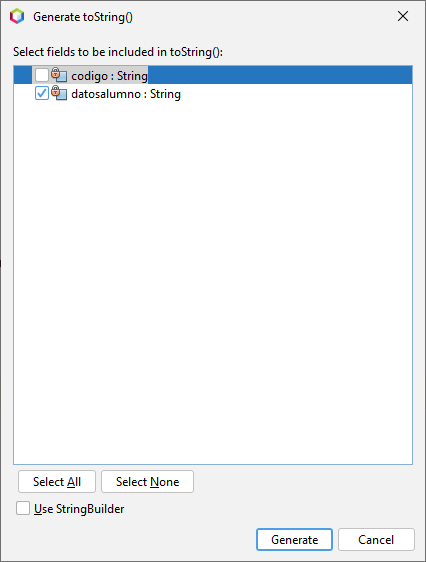 Generate toString()
Select fields to be included in toString():
codigo : String
datosalumno : String
Select All Select None
Use StringBuilder
Generate Cancel